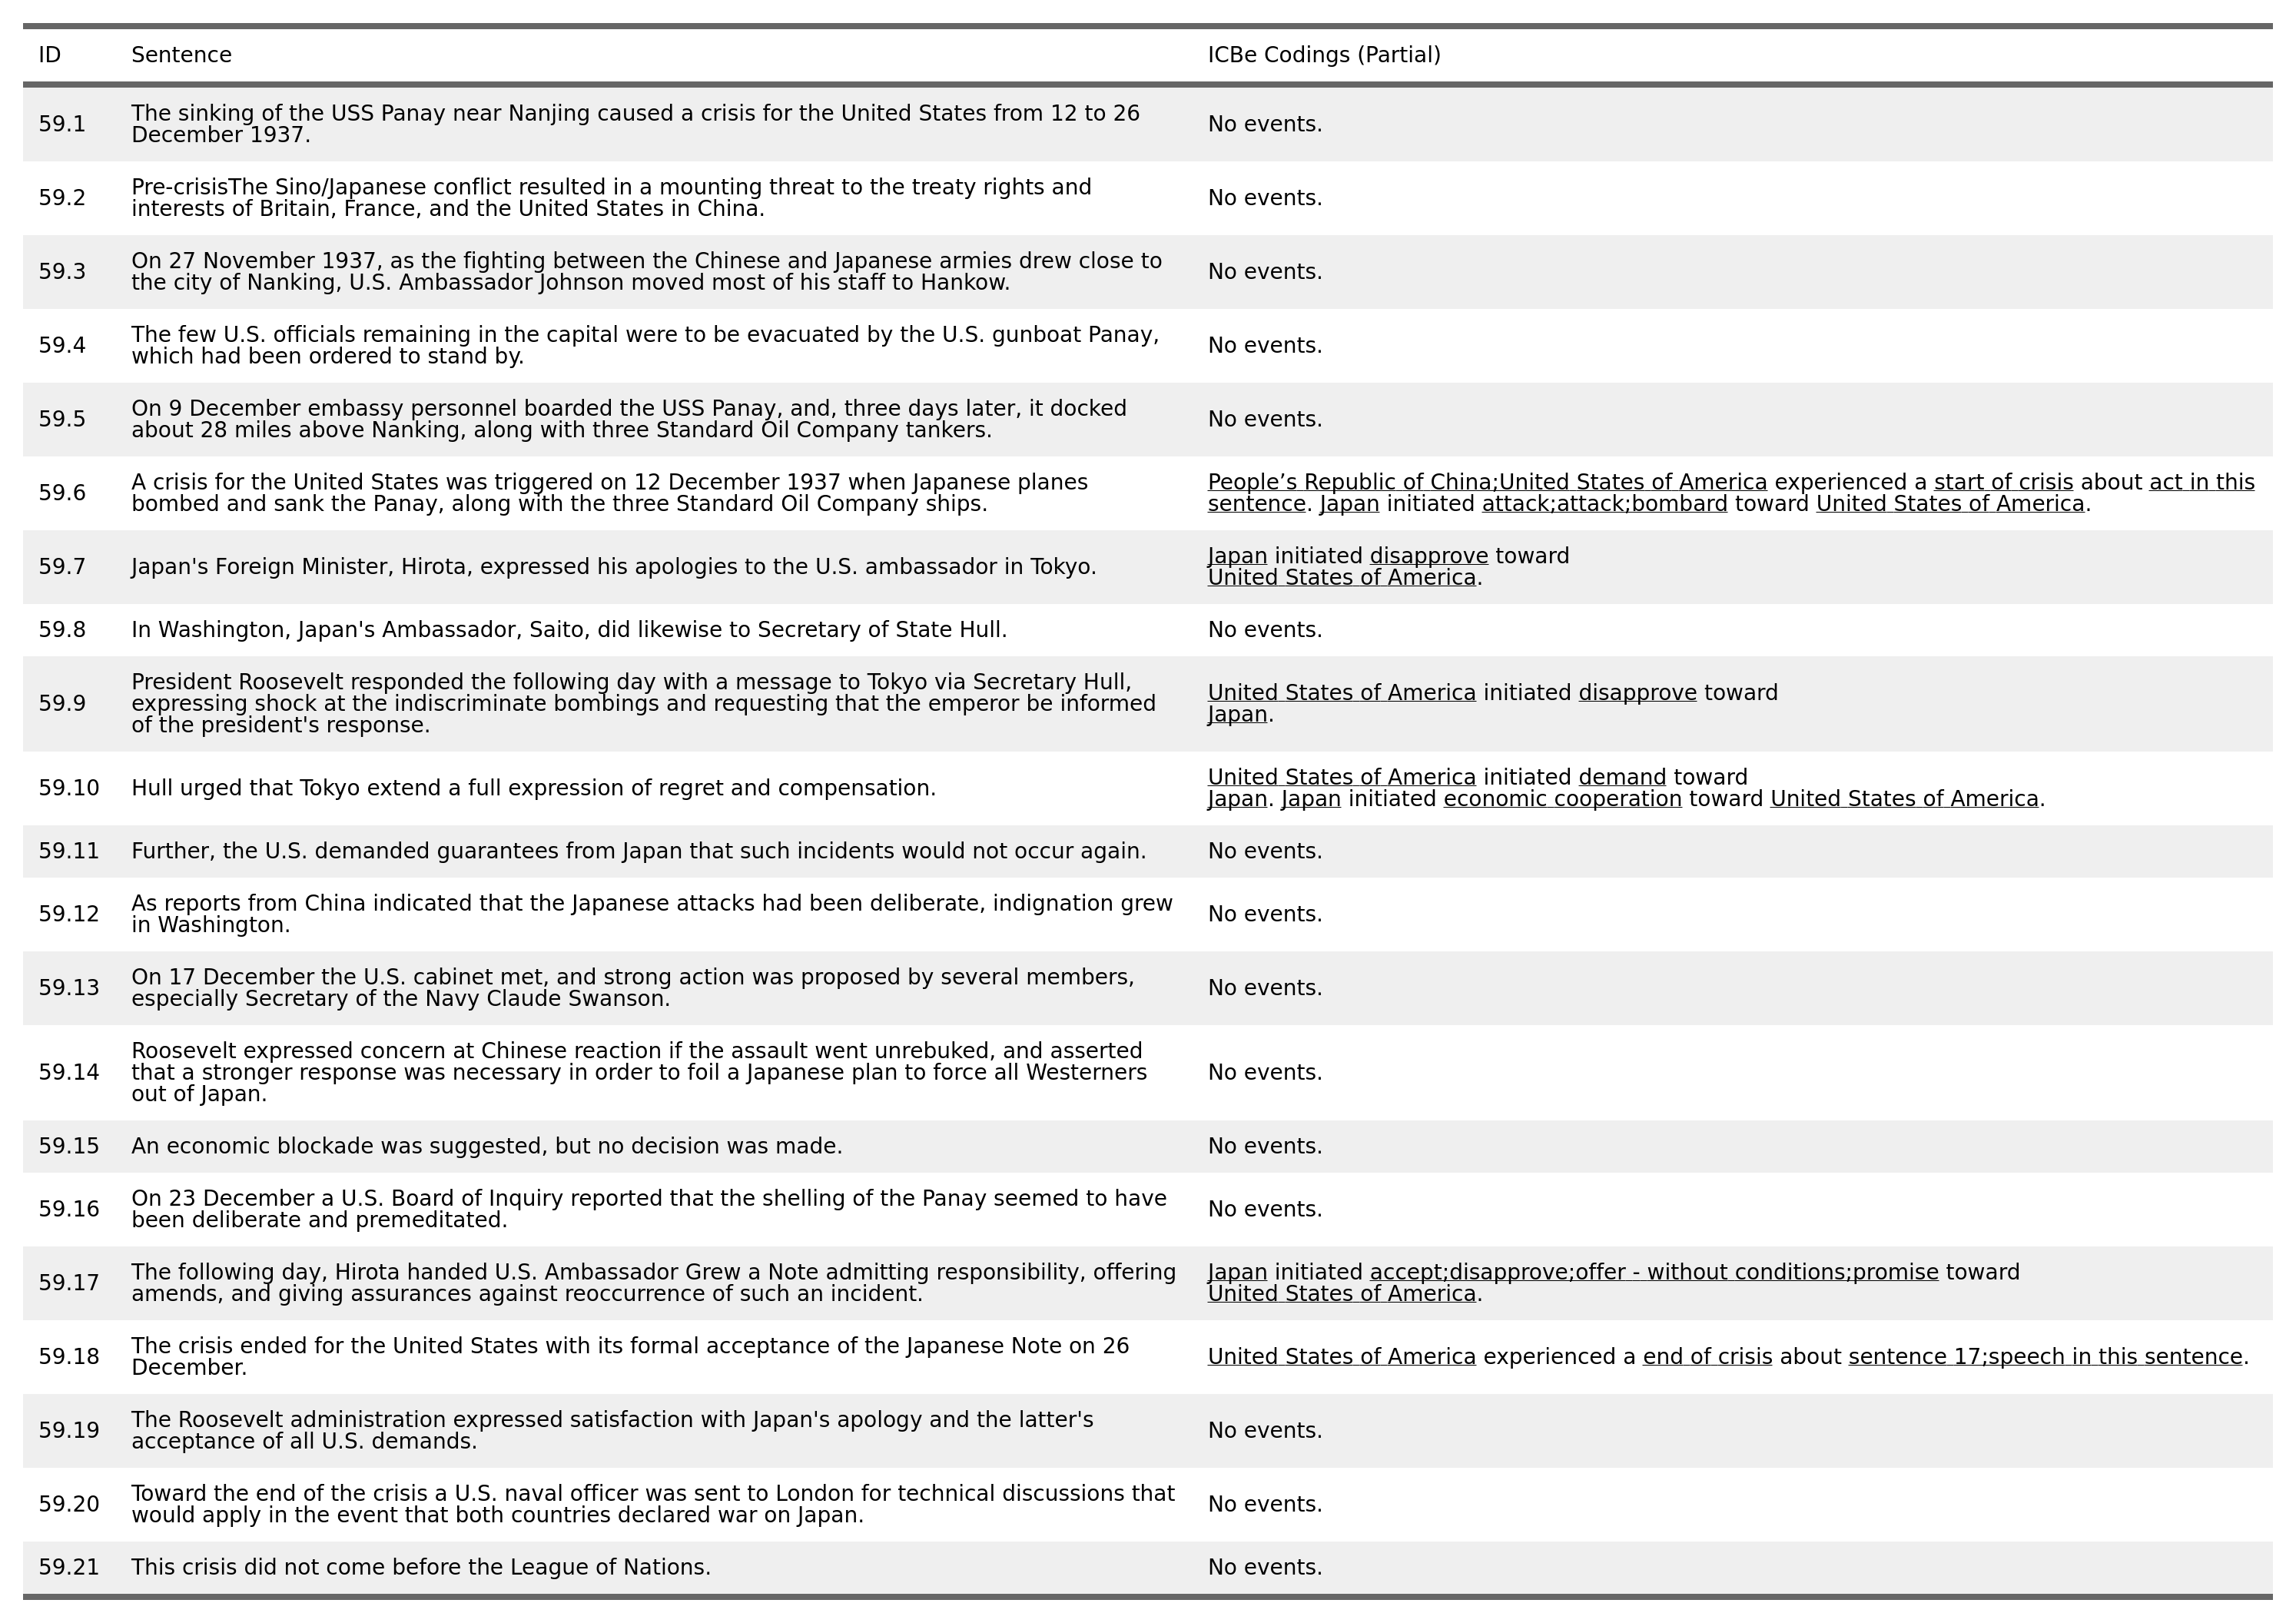 ID Sentence ICBe Codings (Partial)
59.1 The sinking of the USS Panay near Nanjing caused a crisis for the United States from 12 to 26
December 1937. No events.
59.2 Pre-crisisThe Sino/Japanese conflict resulted in a mounting threat to the treaty rights and
interests of Britain, France, and the United States in China. No events.
59.3 On 27 November 1937, as the fighting between the Chinese and Japanese armies drew close to
the city of Nanking, U.S. Ambassador Johnson moved most of his staff to Hankow. No events.
59.4 The few U.S. officials remaining in the capital were to be evacuated by the U.S. gunboat Panay,
which had been ordered to stand by. No events.
59.5 On 9 December embassy personnel boarded the USS Panay, and, three days later, it docked
about 28 miles above Nanking, along with three Standard Oil Company tankers. No events.
59.6 A crisis for the United States was triggered on 12 December 1937 when Japanese planes
bombed and sank the Panay, along with the three Standard Oil Company ships.
People’s Republic of China;United States of America experienced a start of crisis about act in this
sentence. Japan initiated attack;attack;bombard toward United States of America.
59.7 Japan's Foreign Minister, Hirota, expressed his apologies to the U.S. ambassador in Tokyo.
Japan initiated disapprove toward
United States of America.
59.8 In Washington, Japan's Ambassador, Saito, did likewise to Secretary of State Hull. No events.
59.9 President Roosevelt responded the following day with a message to Tokyo via Secretary Hull,
expressing shock at the indiscriminate bombings and requesting that the emperor be informed
of the president's response.
United States of America initiated disapprove toward
Japan.
59.10 Hull urged that Tokyo extend a full expression of regret and compensation.
United States of America initiated demand toward
Japan. Japan initiated economic cooperation toward United States of America.
59.11 Further, the U.S. demanded guarantees from Japan that such incidents would not occur again. No events.
59.12 As reports from China indicated that the Japanese attacks had been deliberate, indignation grew
in Washington. No events.
59.13 On 17 December the U.S. cabinet met, and strong action was proposed by several members,
especially Secretary of the Navy Claude Swanson. No events.
59.14 Roosevelt expressed concern at Chinese reaction if the assault went unrebuked, and asserted
that a stronger response was necessary in order to foil a Japanese plan to force all Westerners
out of Japan. No events.
59.15 An economic blockade was suggested, but no decision was made. No events.
59.16 On 23 December a U.S. Board of Inquiry reported that the shelling of the Panay seemed to have
been deliberate and premeditated. No events.
59.17 The following day, Hirota handed U.S. Ambassador Grew a Note admitting responsibility, offering
amends, and giving assurances against reoccurrence of such an incident.
Japan initiated accept;disapprove;offer - without conditions;promise toward
United States of America.
59.18 The crisis ended for the United States with its formal acceptance of the Japanese Note on 26
December.
United States of America experienced a end of crisis about sentence 17;speech in this sentence.
59.19 The Roosevelt administration expressed satisfaction with Japan's apology and the latter's
acceptance of all U.S. demands. No events.
59.20 Toward the end of the crisis a U.S. naval officer was sent to London for technical discussions that
would apply in the event that both countries declared war on Japan. No events.
59.21 This crisis did not come before the League of Nations. No events.